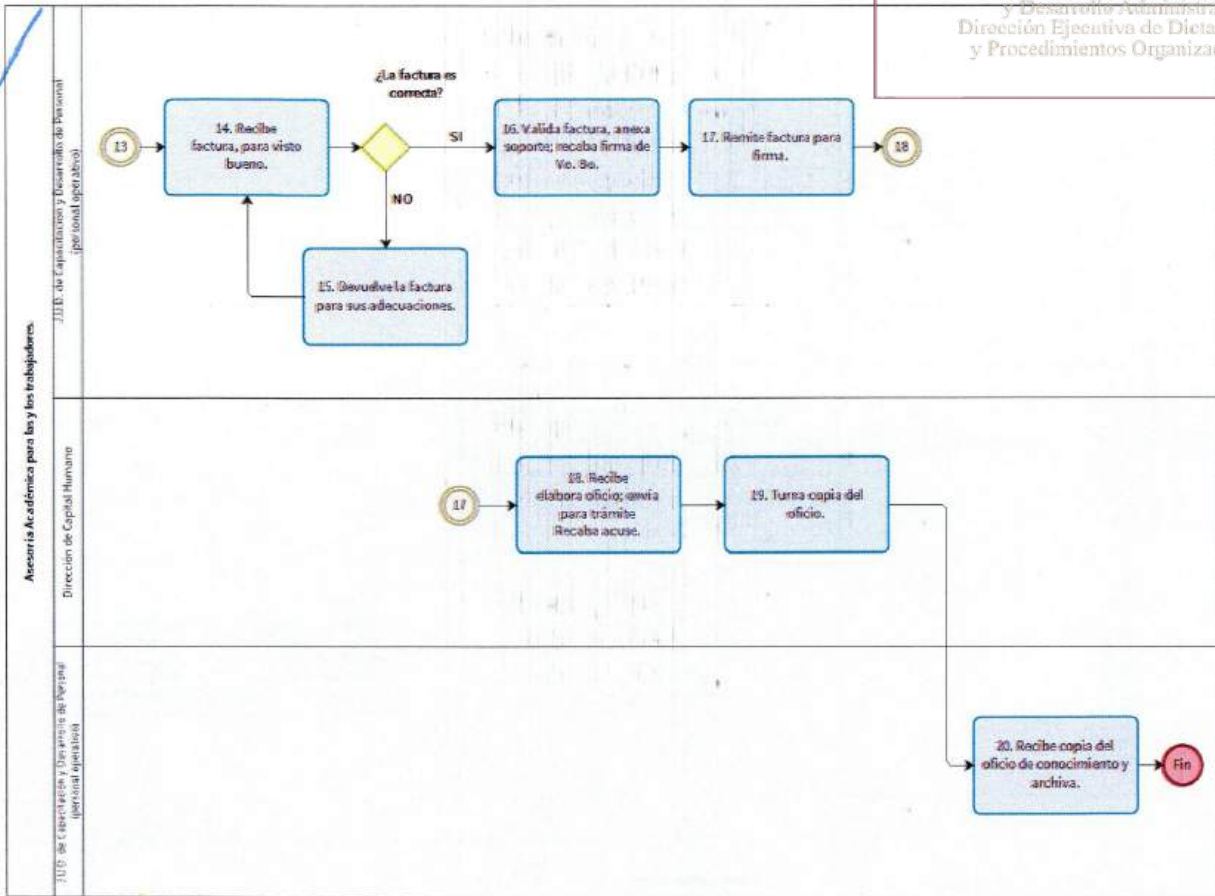 y Desarrollo Administra
Dirección Ejecutiva de Dicta
y Procedimientos Organiza
Asesoría Académica para las y los trabajadores.
J.U.D. de Capacitación y Desarrollo de Personal
(personal operativo)
¿La factura es
correcta?
13
14. Recibe
factura, para visto
bueno.
SI
16. Valida factura, anexa
soporte; recaba firma de
Vo. Bo.
17. Remite factura para
firma.
18
NO
15. Devuelve la factura
para sus adecuaciones.
Dirección de Capital Humano
17
18. Recibe
elabora oficio; envía
para trámite
Recaba acuse.
19. Turna copia del
oficio.
J.U.D. de Capacitación y Desarrollo de Personal
(personal operativo)
20. Recibe copia del
oficio de conocimiento y
archiva.
Fin